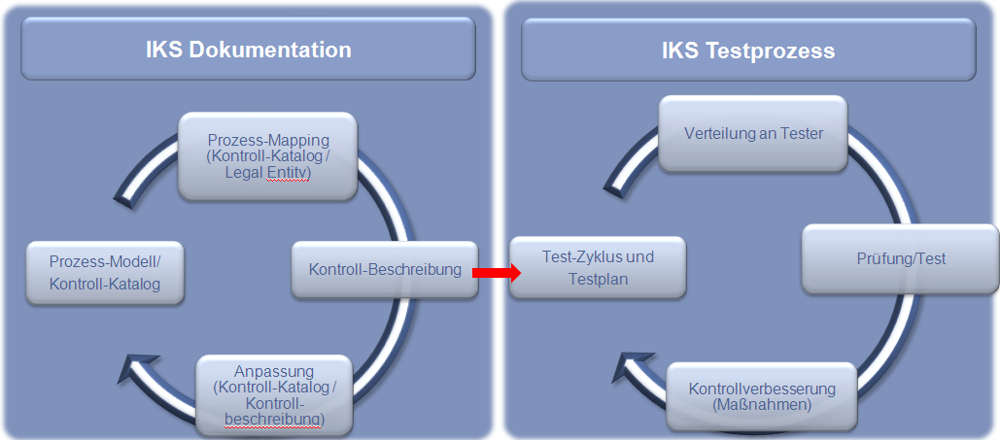 IKS Dokumentation
Prozess-Mapping
(Kontroll-Katalog /
Legal Entity)
Prozess-Modell/
Kontroll-Katalog
Kontroll-Beschreibung
Anpassung
(Kontroll-Katalog /
Kontroll-
beschreibung)
IKS Testprozess
Verteilung an Tester
Test-Zyklus und
Testplan
Prüfung/Test
Kontrollverbesserung
(Maßnahmen)